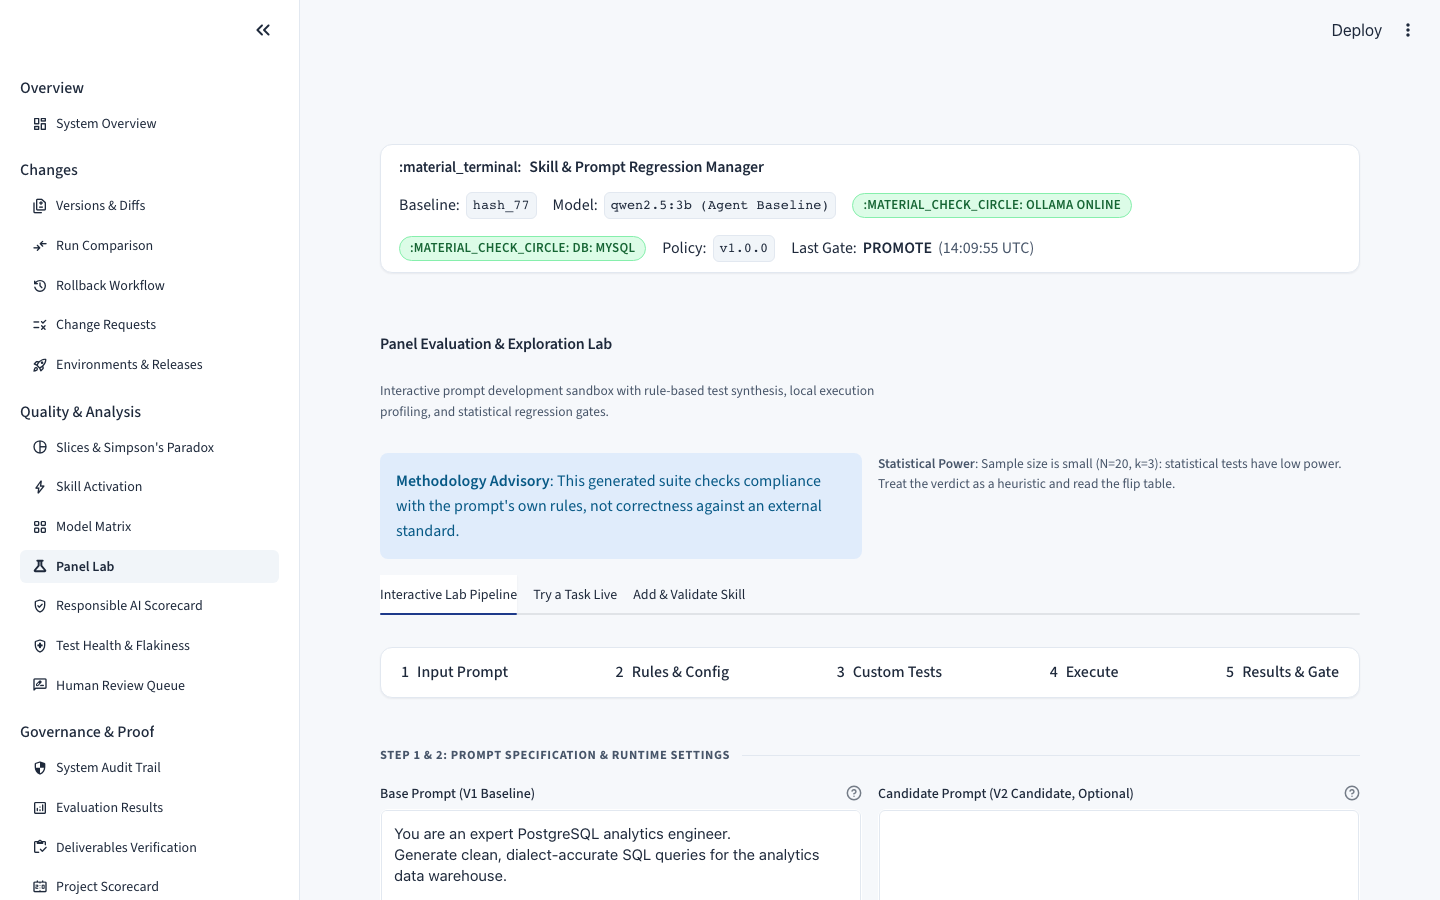 Deploy
Overview
System Overview
Changes
Versions & Diffs
Run Comparison
Rollback Workflow
Change Requests
Environments & Releases
Quality & Analysis
Slices & Simpson's Paradox
Skill Activation
Model Matrix
Panel Lab
Responsible AI Scorecard
Test Health & Flakiness
Human Review Queue
Governance & Proof
System Audit Trail
Evaluation Results
Deliverables Verification
Project Scorecard
:material_terminal: Skill & Prompt Regression Manager
Baseline: hash_77 Model: qwen2.5:3b (Agent Baseline) :MATERIAL_CHECK_CIRCLE: OLLAMA ONLINE
:MATERIAL_CHECK_CIRCLE: DB: MYSQL Policy: v1.0.0 Last Gate: PROMOTE (14:09:55 UTC)
Panel Evaluation & Exploration Lab
Interactive prompt development sandbox with rule-based test synthesis, local execution
profiling, and statistical regression gates.
Methodology Advisory: This generated suite checks compliance
with the prompt's own rules, not correctness against an external
standard.
Statistical Power: Sample size is small (N=20, k=3): statistical tests have low power.
Treat the verdict as a heuristic and read the flip table.
Interactive Lab Pipeline Try a Task Live Add & Validate Skill
1 Input Prompt 2 Rules & Config 3 Custom Tests 4 Execute 5 Results & Gate
STEP 1 & 2: PROMPT SPECIFICATION & RUNTIME SETTINGS
Base Prompt (V1 Baseline)
Candidate Prompt (V2 Candidate, Optional)
You are an expert PostgreSQL analytics engineer.
Generate clean, dialect-accurate SQL queries for the analytics
data warehouse.